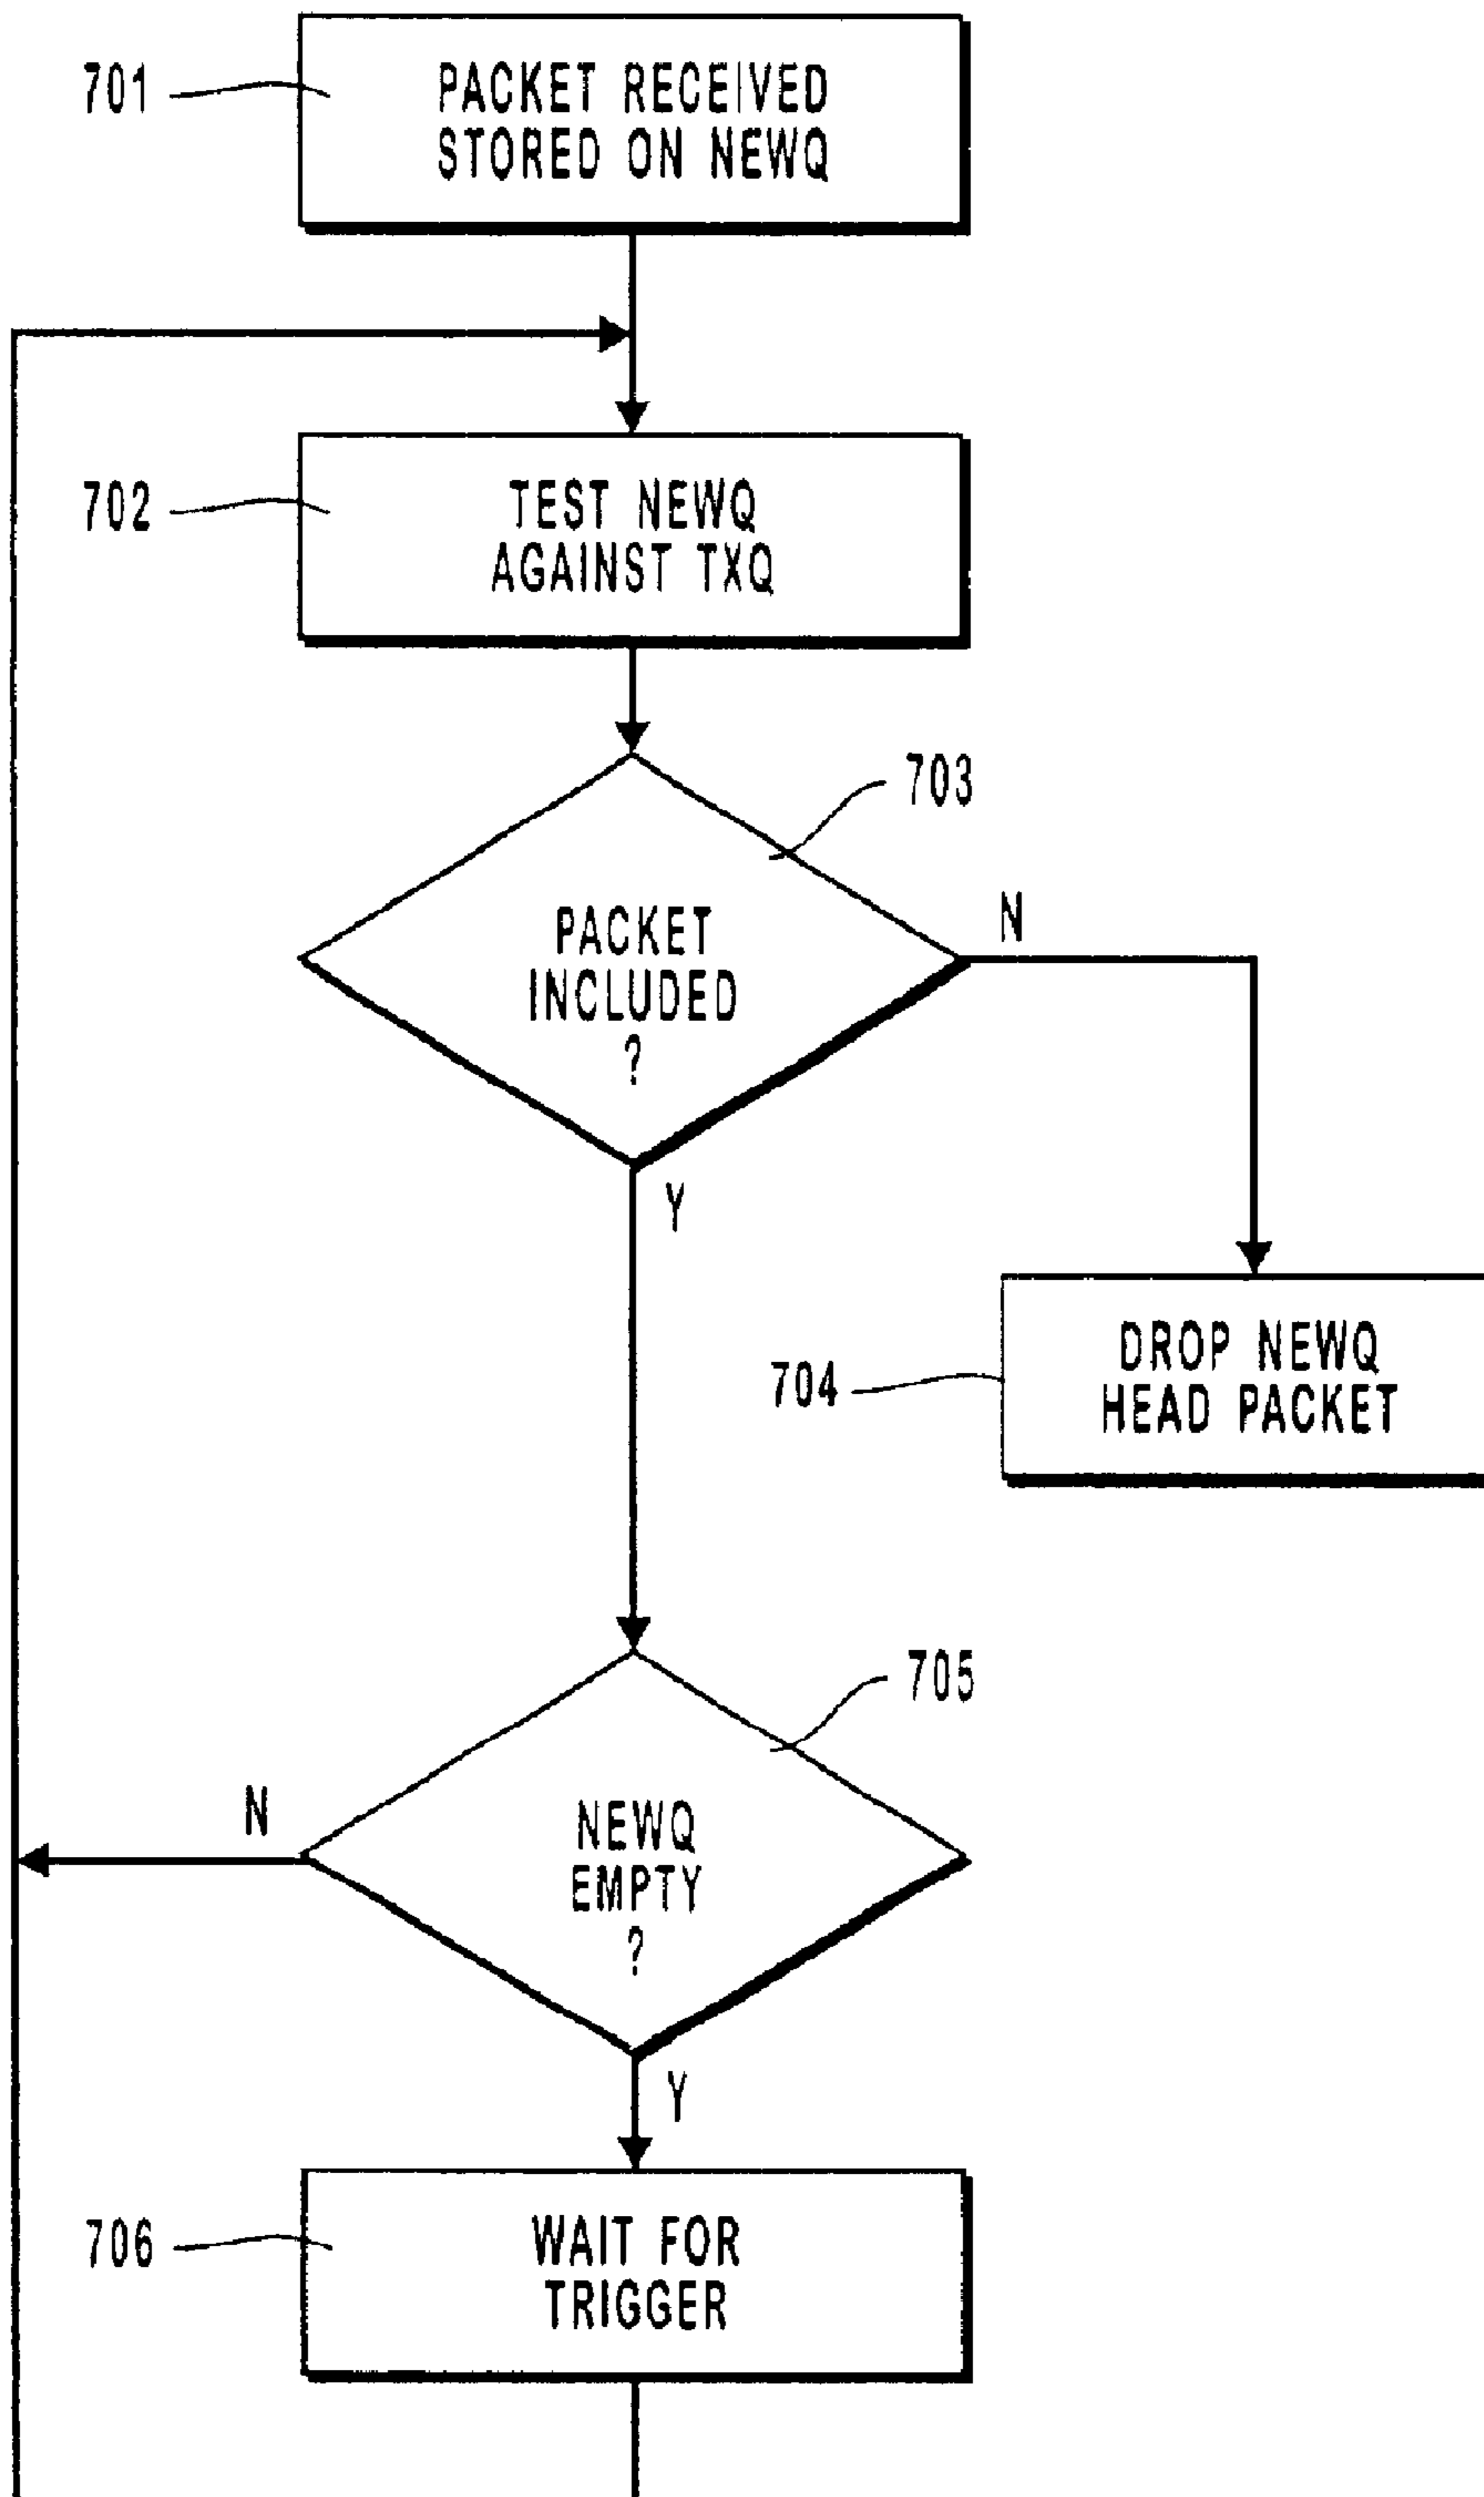 701
PACKET RECEIVED
STORED ON NEWQ
702
TEST NEWQ
AGAINST TXQ
703
PACKET
INCLUDED
?
N
Y
704
DROP NEWQ
HEAD PACKET
705
N
NEWQ
EMPTY
?
Y
706
WAIT FOR
TRIGGER